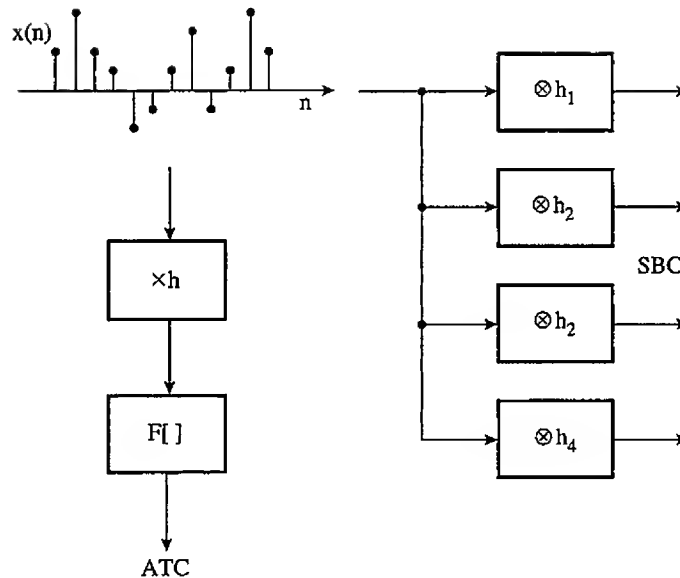 x(n)
n
×h
F[ ]
ATC
⊗ h₁
⊗ h₂
SBC
⊗ h₂
⊗ h₄